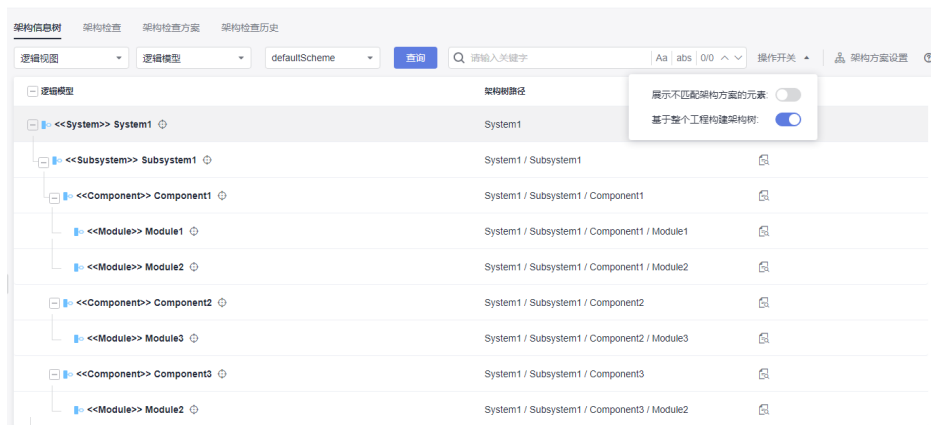 架构信息树 架构检查 架构检查方案 架构检查历史
逻辑视图 逻辑模型 defaultScheme 查询 请输入关键字 Aa abs 0/0 操作开关 架构方案设置
逻辑模型 架构树路径
展示不匹配架构方案的元素:
基于整个工程构建架构树:
<<System>> System1 System1
<<Subsystem>> Subsystem1 System1 / Subsystem1
<<Component>> Component1 System1 / Subsystem1 / Component1
<<Module>> Module1 System1 / Subsystem1 / Component1 / Module1
<<Module>> Module2 System1 / Subsystem1 / Component1 / Module2
<<Component>> Component2 System1 / Subsystem1 / Component2
<<Module>> Module3 System1 / Subsystem1 / Component2 / Module3
<<Component>> Component3 System1 / Subsystem1 / Component3
<<Module>> Module2 System1 / Subsystem1 / Component3 / Module2